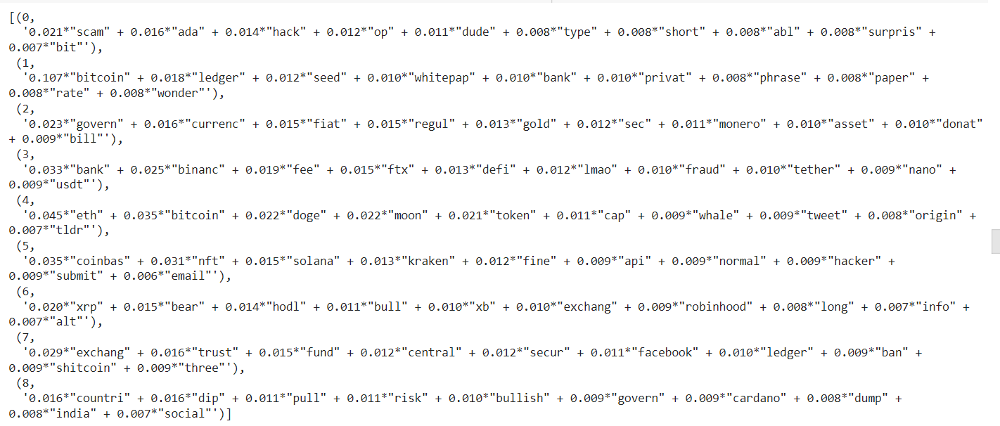 [(0,
'0.021*"scam" + 0.016*"ada" + 0.014*"hack" + 0.012*"op" + 0.011*"dude" + 0.008*"type" + 0.008*"short" + 0.008*"abl" + 0.008*"surpris" +
0.007*"bit"'),
(1,
'0.107*"bitcoin" + 0.018*"ledger" + 0.012*"seed" + 0.010*"whitepap" + 0.010*"bank" + 0.010*"privat" + 0.008*"phrase" + 0.008*"paper" +
0.008*"rate" + 0.008*"wonder"'),
(2,
'0.023*"govern" + 0.016*"currenc" + 0.015*"fiat" + 0.015*"regul" + 0.013*"gold" + 0.012*"sec" + 0.011*"monero" + 0.010*"asset" + 0.010*"donat"
+ 0.009*"bill"'),
(3,
'0.033*"bank" + 0.025*"binanc" + 0.019*"fee" + 0.015*"ftx" + 0.013*"defi" + 0.012*"lmao" + 0.010*"fraud" + 0.010*"tether" + 0.009*"nano" +
0.009*"usdt"'),
(4,
'0.045*"eth" + 0.035*"bitcoin" + 0.022*"doge" + 0.022*"moon" + 0.021*"token" + 0.011*"cap" + 0.009*"whale" + 0.009*"tweet" + 0.008*"origin" +
0.007*"tldr"'),
(5,
'0.035*"coinbas" + 0.031*"nft" + 0.015*"solana" + 0.013*"kraken" + 0.012*"fine" + 0.009*"api" + 0.009*"normal" + 0.009*"hacker" +
0.009*"submit" + 0.006*"email"'),
(6,
'0.020*"xrp" + 0.015*"bear" + 0.014*"hodl" + 0.011*"bull" + 0.010*"xb" + 0.010*"exchang" + 0.009*"robinhood" + 0.008*"long" + 0.007*"info" +
0.007*"alt"'),
(7,
'0.029*"exchang" + 0.016*"trust" + 0.015*"fund" + 0.012*"central" + 0.012*"secur" + 0.011*"facebook" + 0.010*"ledger" + 0.009*"ban" +
0.009*"shitcoin" + 0.009*"three"'),
(8,
'0.016*"countri" + 0.016*"dip" + 0.011*"pull" + 0.011*"risk" + 0.010*"bullish" + 0.009*"govern" + 0.009*"cardano" + 0.008*"dump" +
0.008*"india" + 0.007*"social"')]